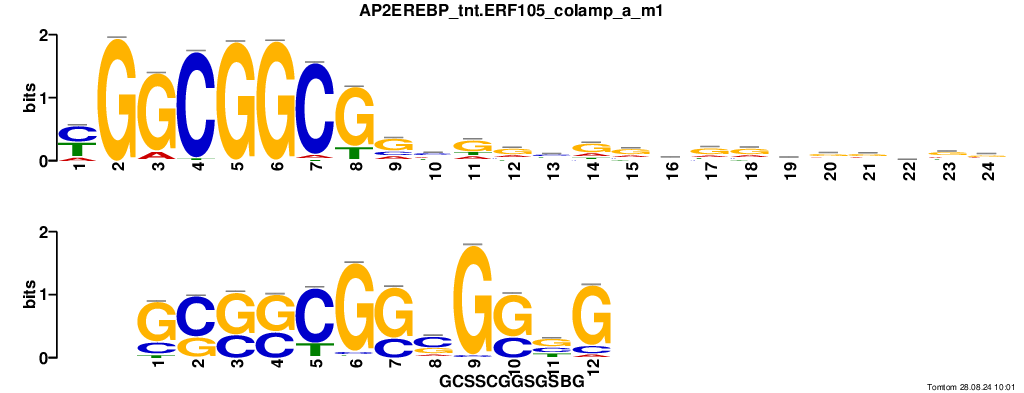 AP2EREBP_tnt.ERF105_colamp_a_m1
2
1
0
bits
1 2 3 4 5 6 7 8 9 10 11 12 13 14 15 16 17 18 19 20 21 22 23 24
2
1
0
bits
1 2 3 4 5 6 7 8 9 10 11 12
GCSSCGGSGSBG
Tomtom 28.08.24 10:01